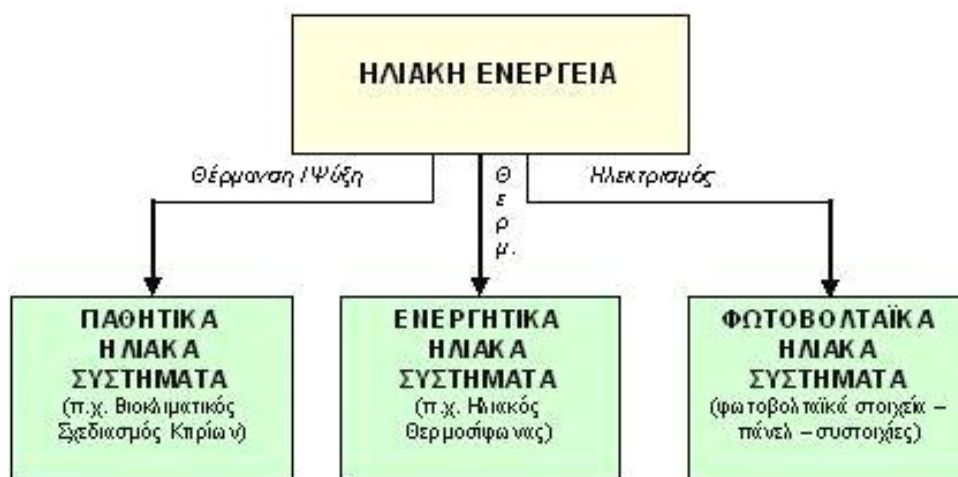 ΗΛΙΑΚΗ ΕΝΕΡΓΕΙΑ
Θέρμανση / Ψύξη
Θερμ.
Ηλεκτρισμός
ΠΑΘΗΤΙΚΑ
ΗΛΙΑΚΑ
ΣΥΣΤΗΜΑΤΑ
(π.χ. Βιοκλιματικός
Σχεδιασμός Κτιρίων)
ΕΝΕΡΓΗΤΙΚΑ
ΗΛΙΑΚΑ
ΣΥΣΤΗΜΑΤΑ
(π.χ. Ηλιακός
Θερμοσίφωνας)
ΦΩΤΟΒΟΛΤΑΪΚΑ
ΗΛΙΑΚΑ
ΣΥΣΤΗΜΑΤΑ
(φωτοβολταϊκά στοιχεία –
πάνελ – συστοιχίες)